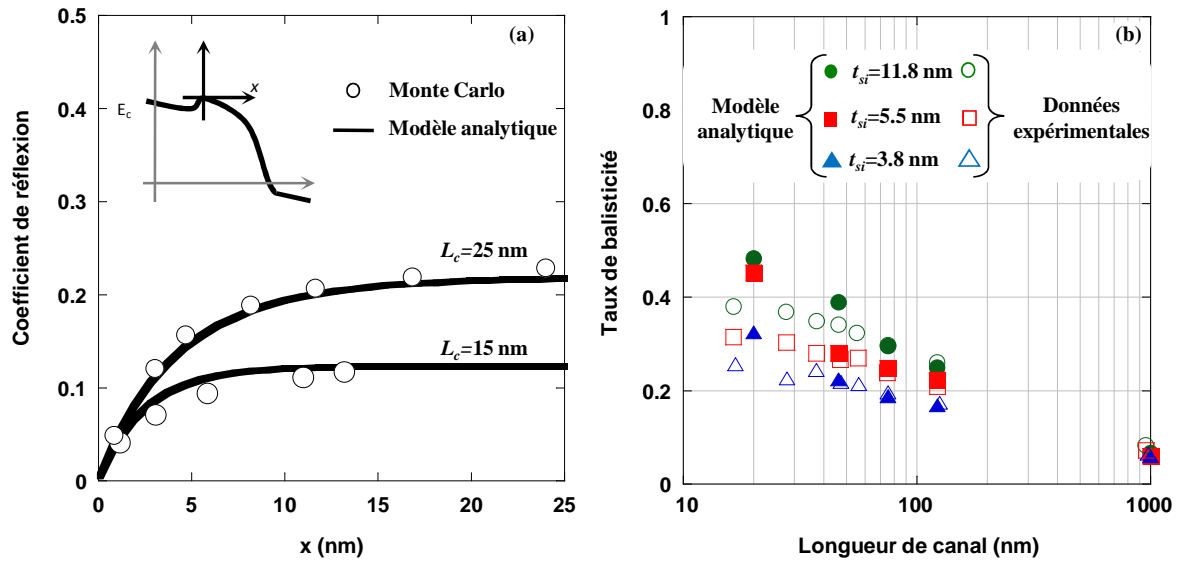 (a)
0.5
0.4
0.3
0.2
0.1
0
Coefficient de réflexion
E_c
x
Monte Carlo
Modèle analytique
L_c=25 nm
L_c=15 nm
0
5
10
15
20
25
x (nm)
(b)
1
0.8
0.6
0.4
0.2
0
Taux de balisticité
Modèle
analytique
t_si=11.8 nm
t_si=5.5 nm
t_si=3.8 nm
Données
expérimentales
10
100
1000
Longueur de canal (nm)